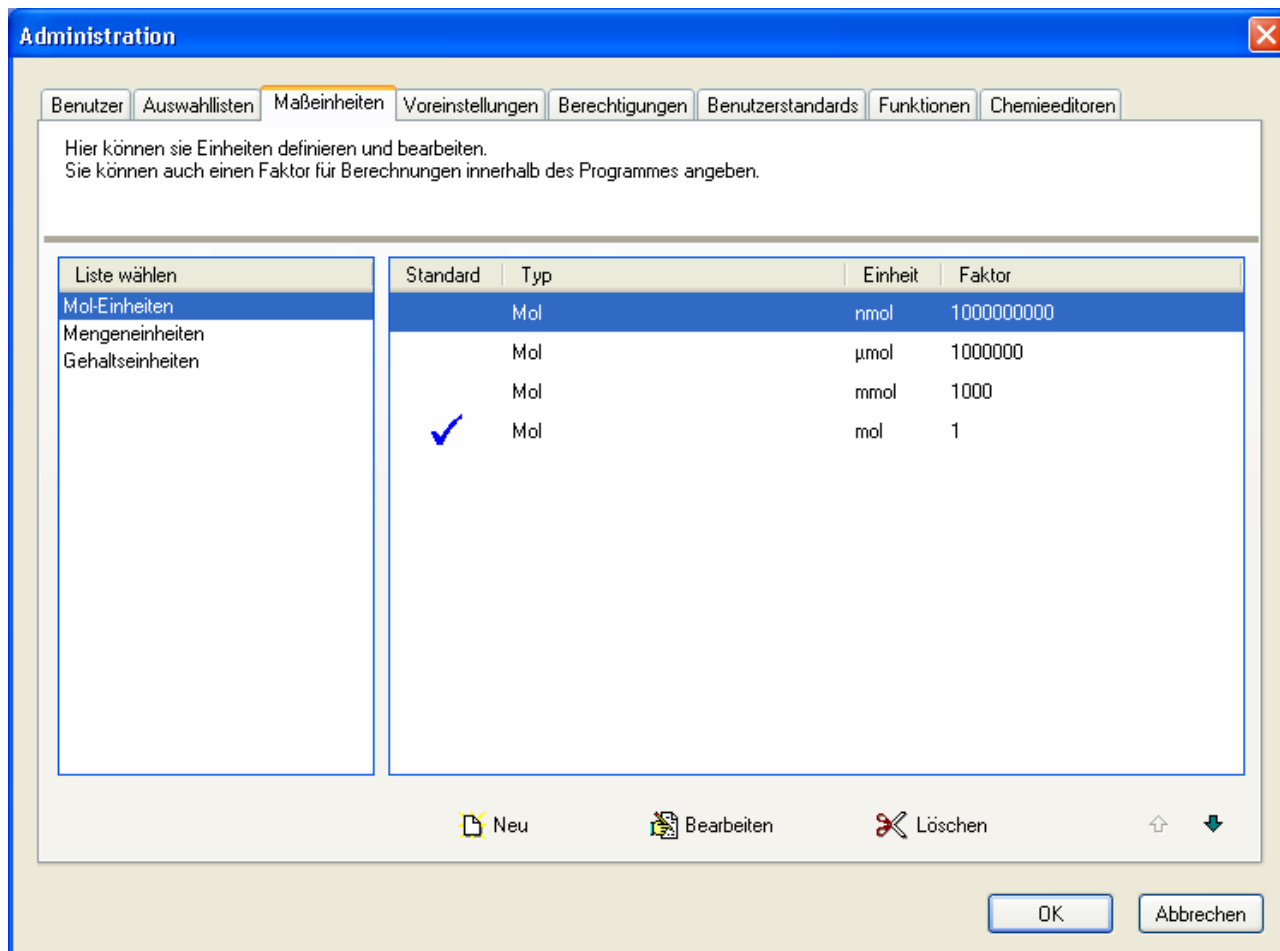 Administration
Benutzer Auswahllisten Maßeinheiten Voreinstellungen Berechtigungen Benutzerstandards Funktionen Chemieeditoren
Hier können sie Einheiten definieren und bearbeiten.
Sie können auch einen Faktor für Berechnungen innerhalb des Programmes angeben.
Liste wählen
Mol-Einheiten
Mengeneinheiten
Gehaltseinheiten
Standard Typ Einheit Faktor
Mol nmol 1000000000
Mol µmol 1000000
Mol mmol 1000
Mol mol 1
Neu Bearbeiten Löschen
OK Abbrechen